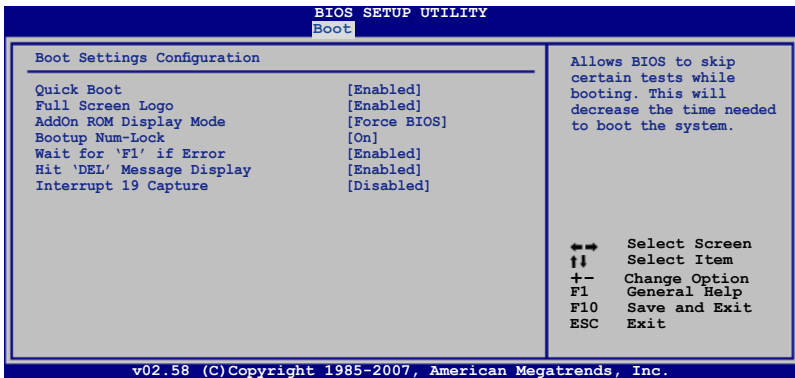 BIOS SETUP UTILITY
Boot
Boot Settings Configuration
Quick Boot [Enabled]
Full Screen Logo [Enabled]
AddOn ROM Display Mode [Force BIOS]
Bootup Num-Lock [On]
Wait for ‘F1’ if Error [Enabled]
Hit ‘DEL’ Message Display [Enabled]
Interrupt 19 Capture [Disabled]
Allows BIOS to skip
certain tests while
booting. This will
decrease the time needed
to boot the system.
←→ Select Screen
↑↓ Select Item
+- Change Option
F1 General Help
F10 Save and Exit
ESC Exit
v02.58 (C)Copyright 1985-2007, American Megatrends, Inc.